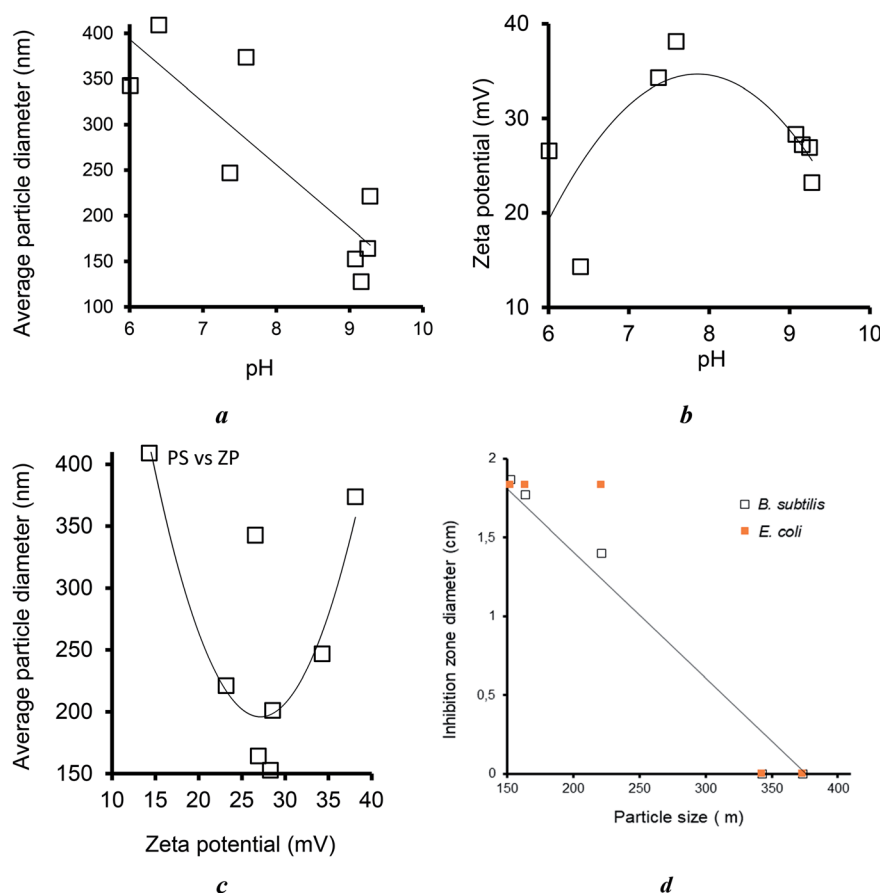 Average particle diameter (nm)
400
350
300
250
200
150
100
6
7
8
9
10
pH
a
Zeta potential (mV)
40
30
20
10
6
7
8
9
10
pH
b
Average particle diameter (nm)
PS vs ZP
400
350
300
250
200
150
10
20
30
40
Zeta potential (mV)
c
Inhibition zone diameter (cm)
2
1,5
1
0,5
0
B. subtilis
E. coli
150
200
250
300
350
400
Particle size ( m)
d